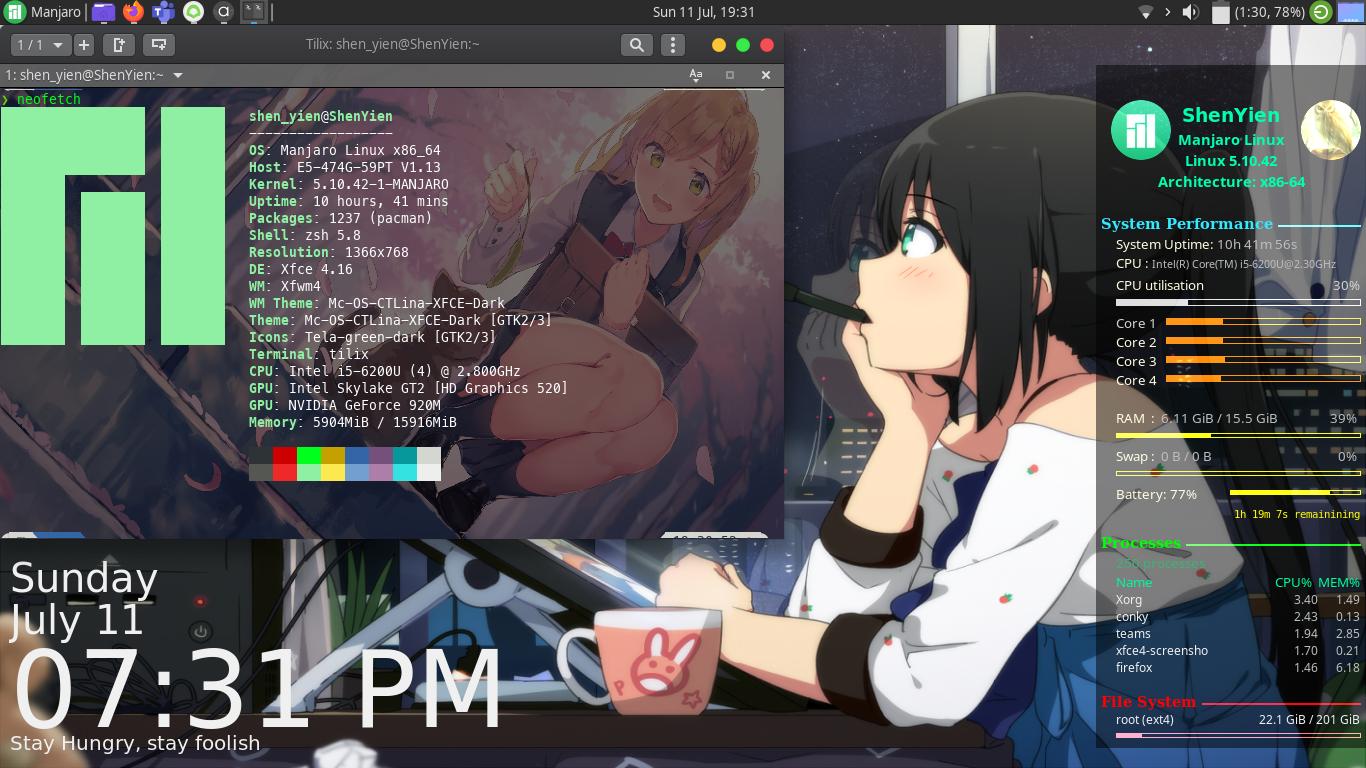 Manjaro
Sun 11 Jul, 19:31
(1:30, 78%)
1 / 1
Tilix: shen_yien@ShenYien:~
1: shen_yien@ShenYien:~
Aa
❯ neofetch
shen_yien@ShenYien
------------------
OS: Manjaro Linux x86_64
Host: E5-474G-59PT V1.13
Kernel: 5.10.42-1-MANJARO
Uptime: 10 hours, 41 mins
Packages: 1237 (pacman)
Shell: zsh 5.8
Resolution: 1366x768
DE: Xfce 4.16
WM: Xfwm4
WM Theme: Mc-OS-CTLina-XFCE-Dark
Theme: Mc-OS-CTLina-XFCE-Dark [GTK2/3]
Icons: Tela-green-dark [GTK2/3]
Terminal: tilix
CPU: Intel i5-6200U (4) @ 2.800GHz
GPU: Intel Skylake GT2 [HD Graphics 520]
GPU: NVIDIA GeForce 920M
Memory: 5904MiB / 15916MiB
Sunday
July 11
07:31 PM
Stay Hungry, stay foolish
P
ShenYien
Manjaro Linux
Linux 5.10.42
Architecture: x86-64
System Performance
System Uptime: 10h 41m 56s
CPU : Intel(R) Core(TM) i5-6200U@2.30GHz
CPU utilisation 30%
Core 1
Core 2
Core 3
Core 4
RAM : 6.11 GiB / 15.5 GiB 39%
Swap : 0 B / 0 B 0%
Battery: 77%
1h 19m 7s remainining
Processes
processes
Name CPU% MEM%
Xorg 3.40 1.49
conky 2.43 0.13
teams 1.94 2.85
xfce4-screensho 1.70 0.21
firefox 1.46 6.18
File System
root (ext4) 22.1 GiB / 201 GiB